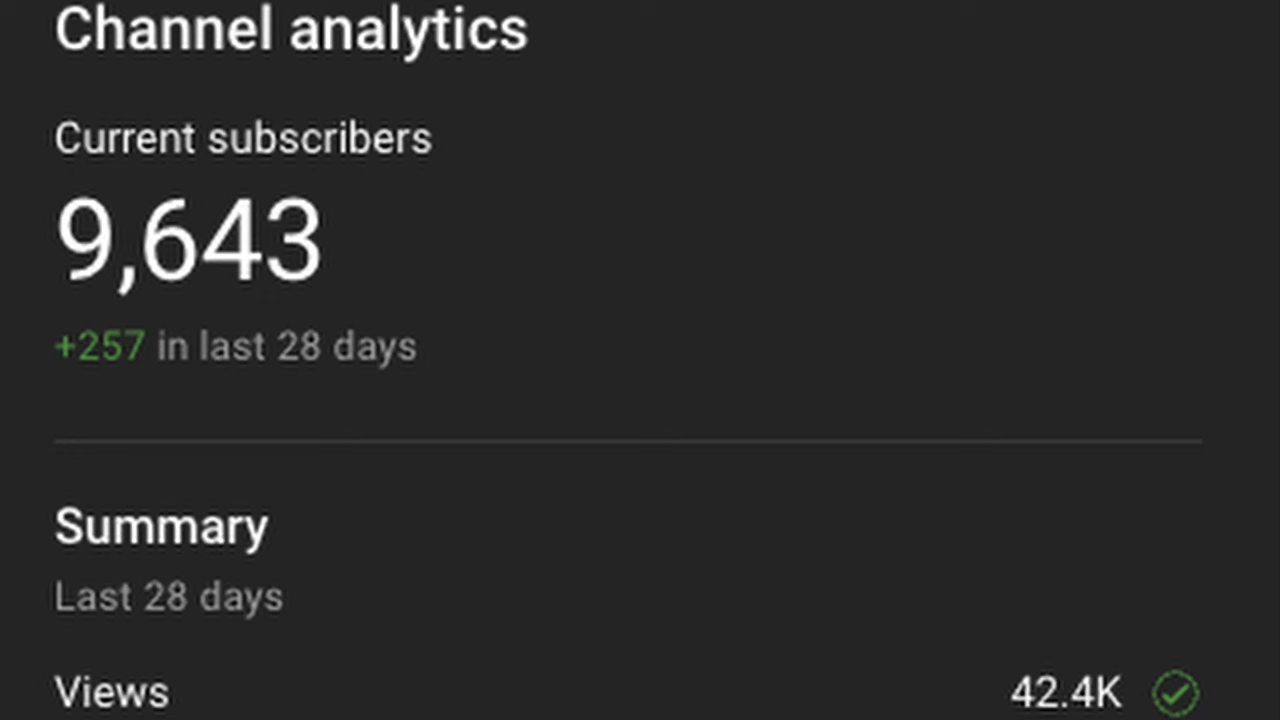 Channel analytics
Current subscribers
9,643
+257 in last 28 days
Summary
Last 28 days
Views 42.4K